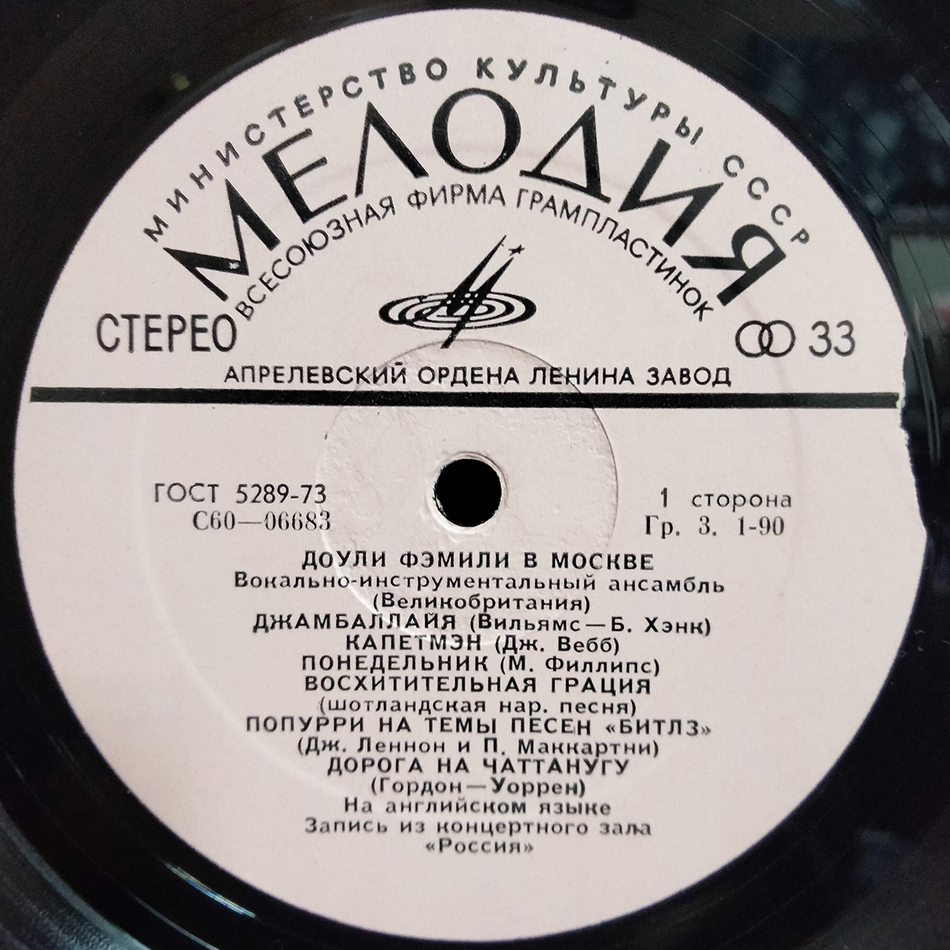 МИНИСТЕРСТВО КУЛЬТУРЫ СССР
МЕЛОДИЯ
ВСЕСОЮЗНАЯ ФИРМА ГРАМПЛАСТИНОК
СТЕРЕО
33
АПРЕЛЕВСКИЙ ОРДЕНА ЛЕНИНА ЗАВОД
ГОСТ 5289-73
1 сторона
С60—06683
Гр. 3. 1-90
ДОУЛИ ФЭМИЛИ В МОСКВЕ
Вокально-инструментальный ансамбль
(Великобритания)
ДЖАМБАЛЛАЙЯ (Вильямс—Б. Хэнк)
КАПЕТМЭН (Дж. Вебб)
ПОНЕДЕЛЬНИК (М. Филлипс)
ВОСХИТИТЕЛЬНАЯ ГРАЦИЯ
(шотландская нар. песня)
ПОПУРРИ НА ТЕМЫ ПЕСЕН «БИТЛЗ»
(Дж. Леннон и П. Маккартни)
ДОРОГА НА ЧАТТАНУГУ
(Гордон—Уоррен)
На английском языке
Запись из концертного зала
«Россия»